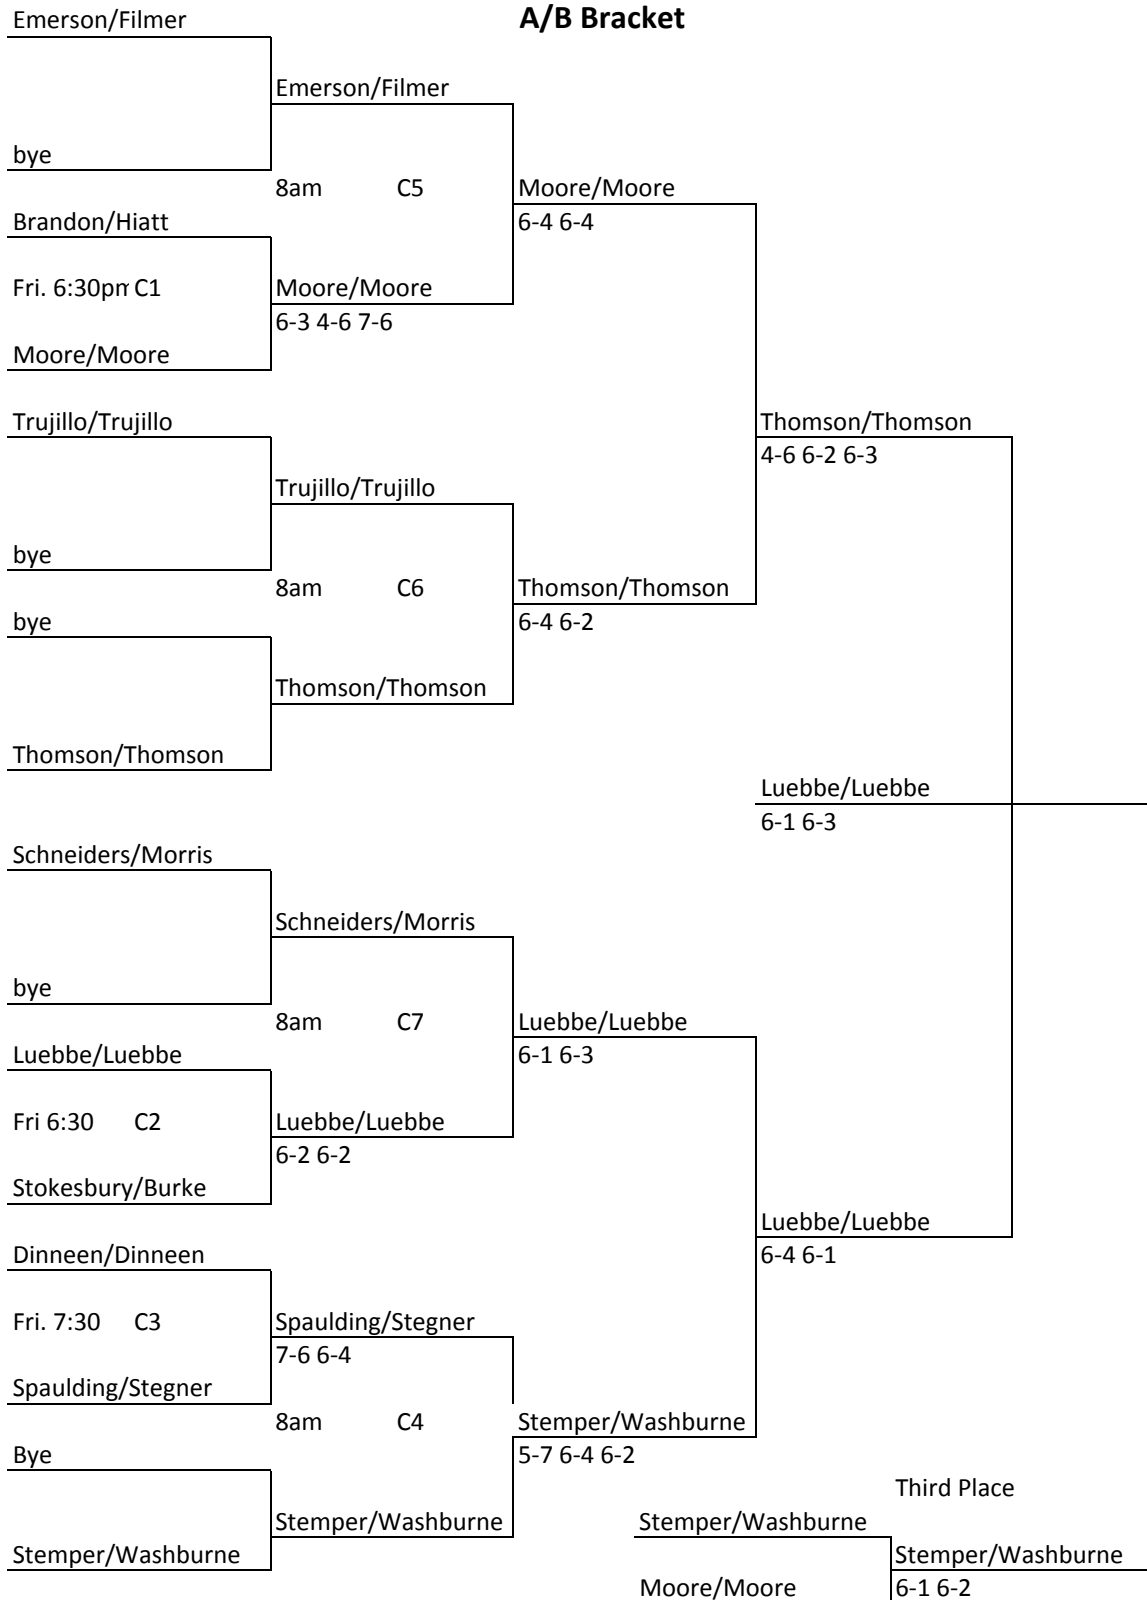 A/B Bracket
Emerson/Filmer
Emerson/Filmer
bye
8am C5 Moore/Moore
Brandon/Hiatt 6-4 6-4
Fri. 6:30pm C1 Moore/Moore
6-3 4-6 7-6
Moore/Moore
Trujillo/Trujillo Thomson/Thomson
4-6 6-2 6-3
Trujillo/Trujillo
bye
8am C6 Thomson/Thomson
bye 6-4 6-2
Thomson/Thomson
Thomson/Thomson
Luebbe/Luebbe
6-1 6-3
Schneiders/Morris
Schneiders/Morris
bye
8am C7 Luebbe/Luebbe
Luebbe/Luebbe 6-1 6-3
Fri 6:30 C2 Luebbe/Luebbe
6-2 6-2
Stokesbury/Burke
Luebbe/Luebbe
Dinneen/Dinneen 6-4 6-1
Fri. 7:30 C3 Spaulding/Stegner
7-6 6-4
Spaulding/Stegner
8am C4 Stemper/Washburne
Bye 5-7 6-4 6-2
Third Place
Stemper/Washburne Stemper/Washburne
Stemper/Washburne Stemper/Washburne
Moore/Moore 6-1 6-2